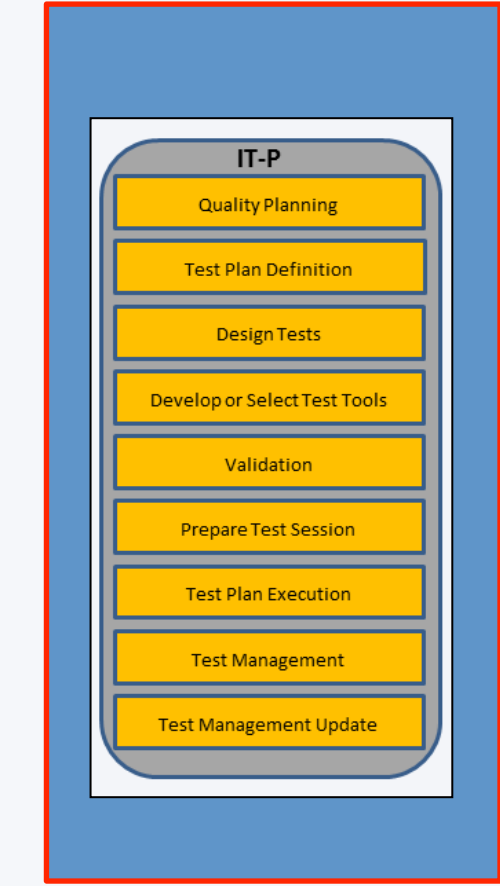 IT-P
Quality Planning
Test Plan Definition
Design Tests
Develop or Select Test Tools
Validation
Prepare Test Session
Test Plan Execution
Test Management
Test Management Update